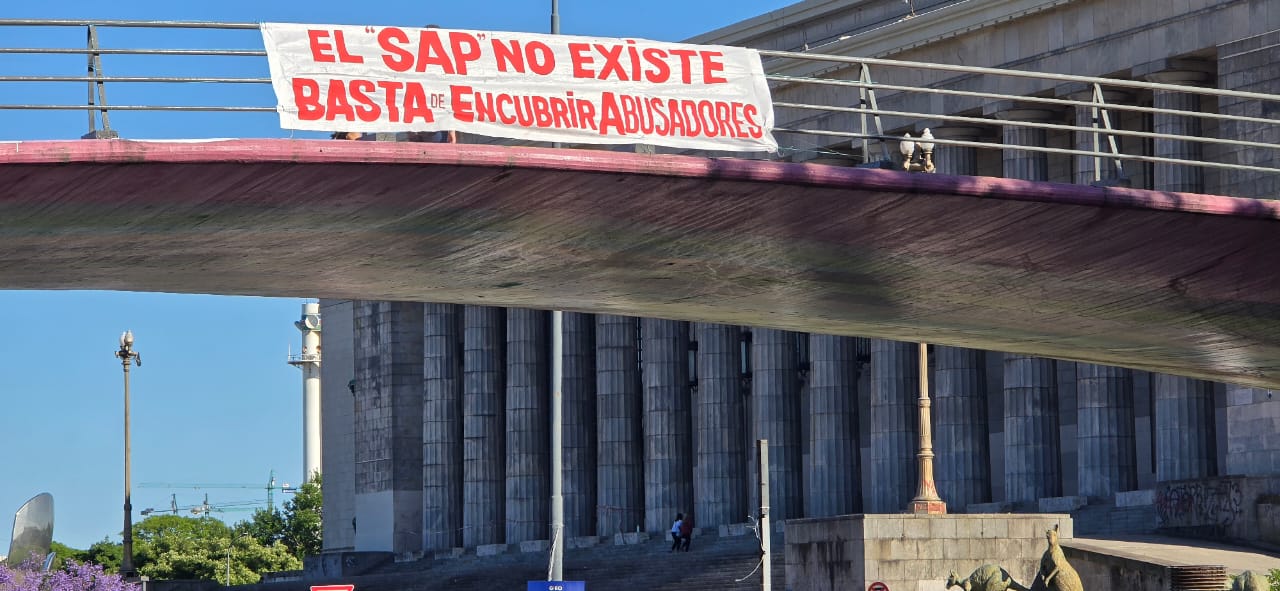 EL "SAP" NO EXISTE
BASTA DE ENCUBRIR ABUSADORES